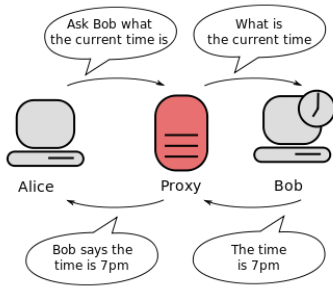 Ask Bob what
the current time is
What is
the current time
Alice
Proxy
Bob
Bob says the
time is 7pm
The time
is 7pm